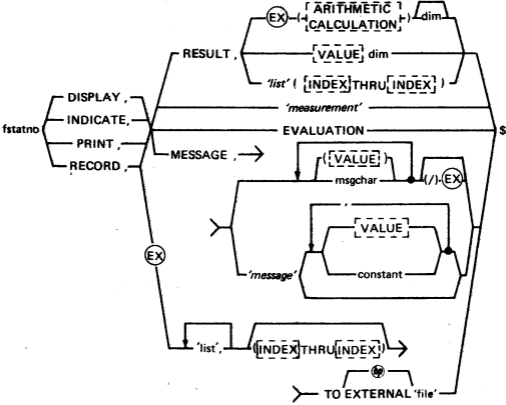 EX ( ARITHMETIC CALCULATION ) dim
RESULT , [VALUE] dim
'list' ( [INDEX] THRU [INDEX] )
DISPLAY ,
INDICATE ,
fstatno
PRINT ,
RECORD ,
'measurement'
EVALUATION
$
MESSAGE ,
( [VALUE] )
msgchar
(/) EX
,
[VALUE]
'message'
constant
EX
'list',
( [INDEX] THRU [INDEX] )
TO EXTERNAL 'file'